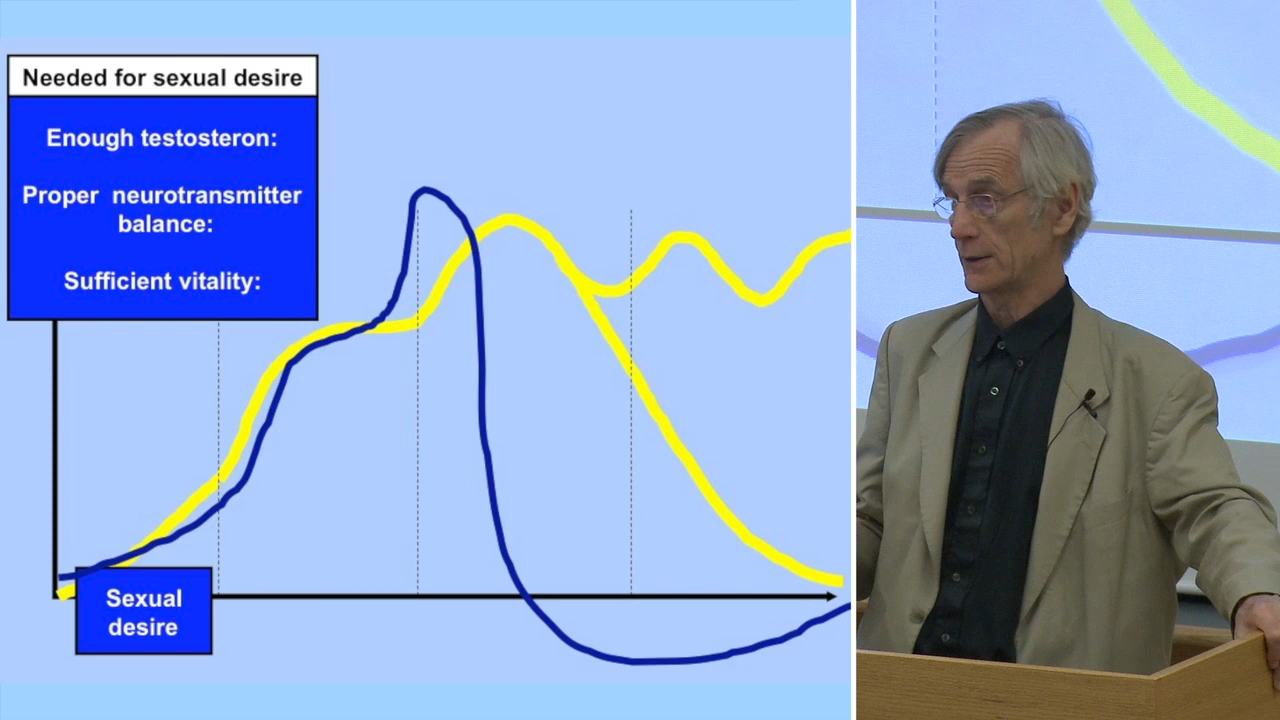 Needed for sexual desire
Enough testosteron:
Proper neurotransmitter
balance:
Sufficient vitality:
Sexual
desire